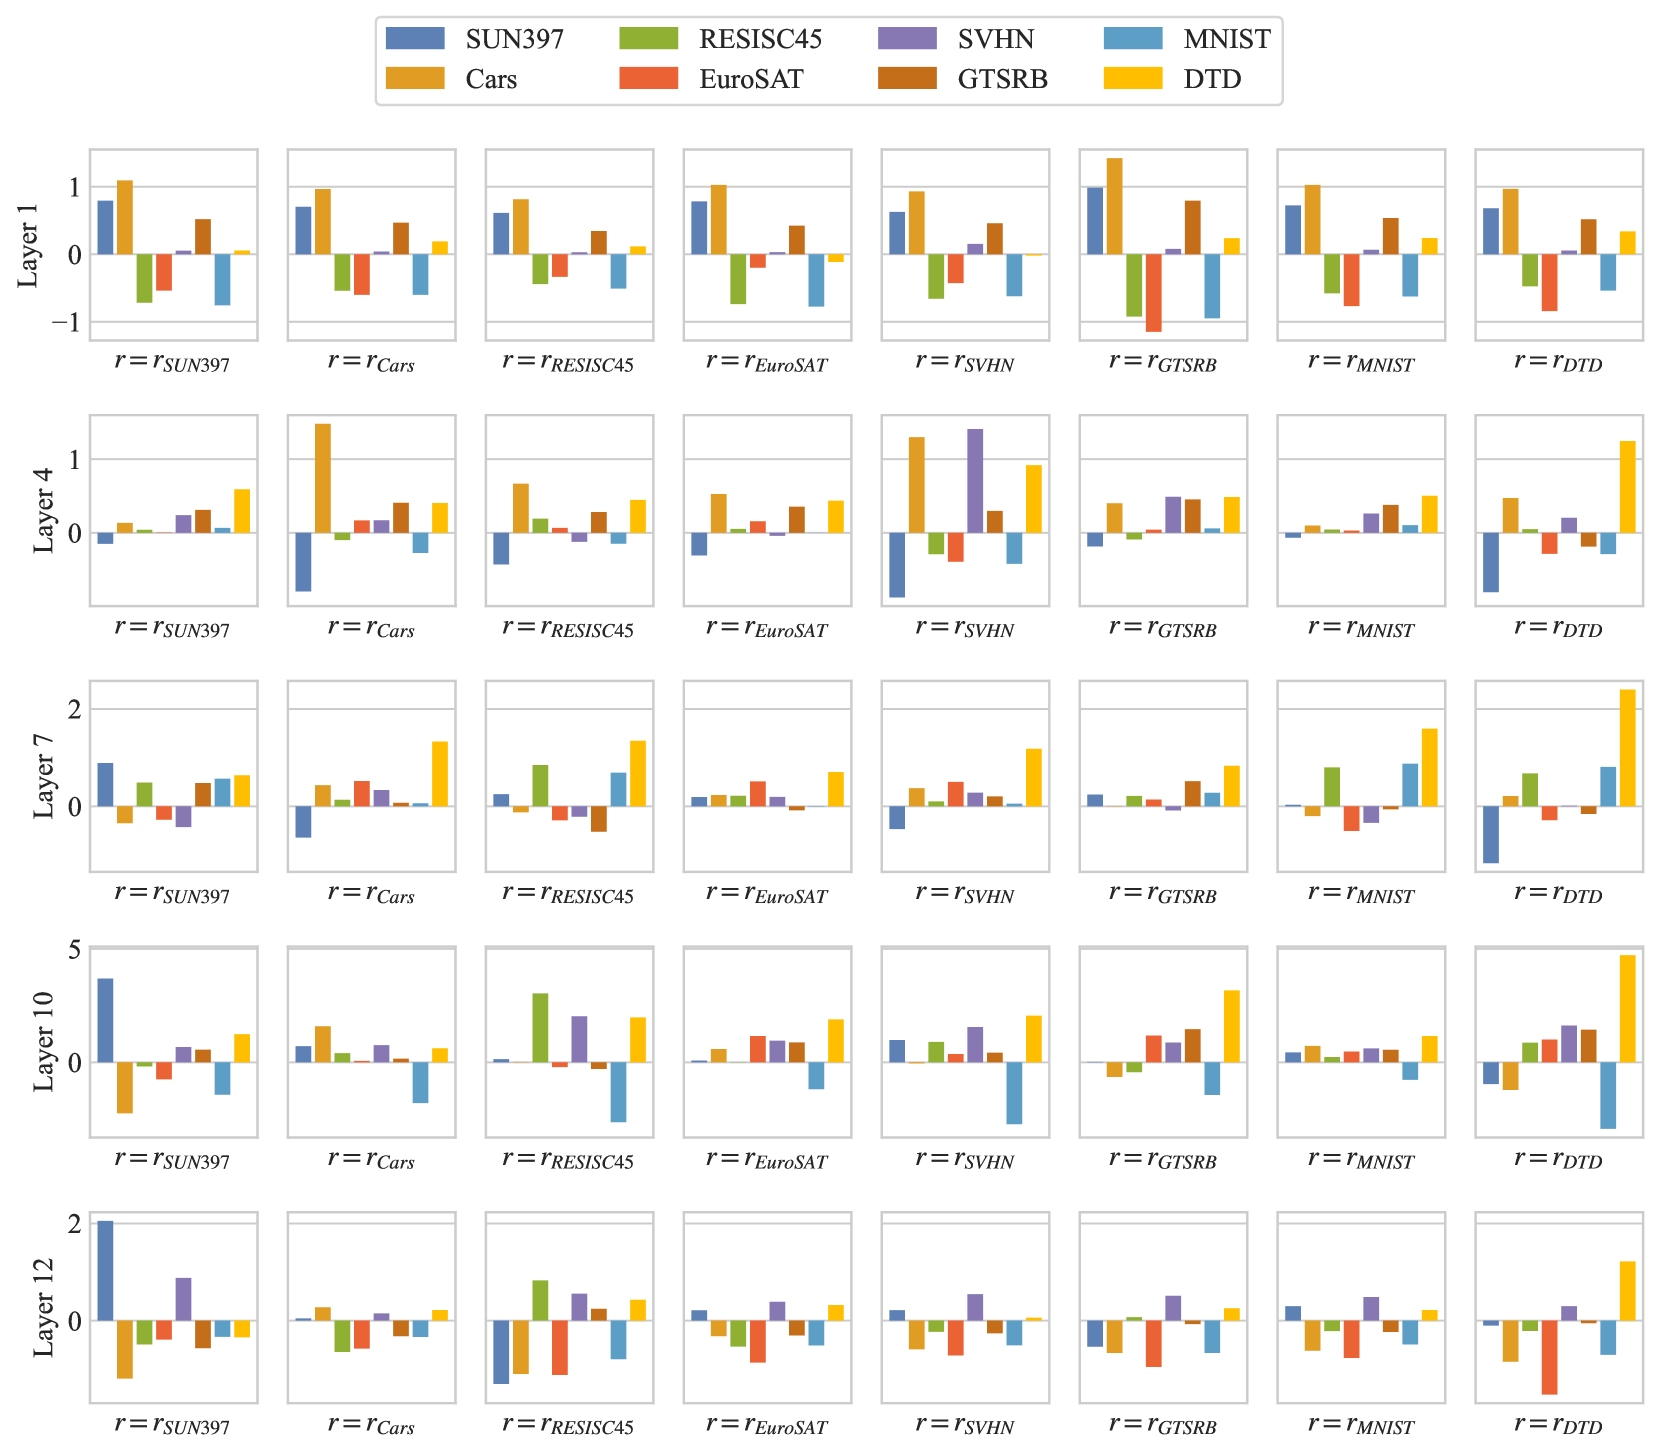 SUN397 RESISC45 SVHN MNIST
Cars EuroSAT GTSRB DTD
Layer 1
1
0
−1
r = r_SUN397 r = r_Cars r = r_RESISC45 r = r_EuroSAT r = r_SVHN r = r_GTSRB r = r_MNIST r = r_DTD
Layer 4
1
0
r = r_SUN397 r = r_Cars r = r_RESISC45 r = r_EuroSAT r = r_SVHN r = r_GTSRB r = r_MNIST r = r_DTD
Layer 7
2
0
r = r_SUN397 r = r_Cars r = r_RESISC45 r = r_EuroSAT r = r_SVHN r = r_GTSRB r = r_MNIST r = r_DTD
Layer 10
5
0
r = r_SUN397 r = r_Cars r = r_RESISC45 r = r_EuroSAT r = r_SVHN r = r_GTSRB r = r_MNIST r = r_DTD
Layer 12
2
0
r = r_SUN397 r = r_Cars r = r_RESISC45 r = r_EuroSAT r = r_SVHN r = r_GTSRB r = r_MNIST r = r_DTD